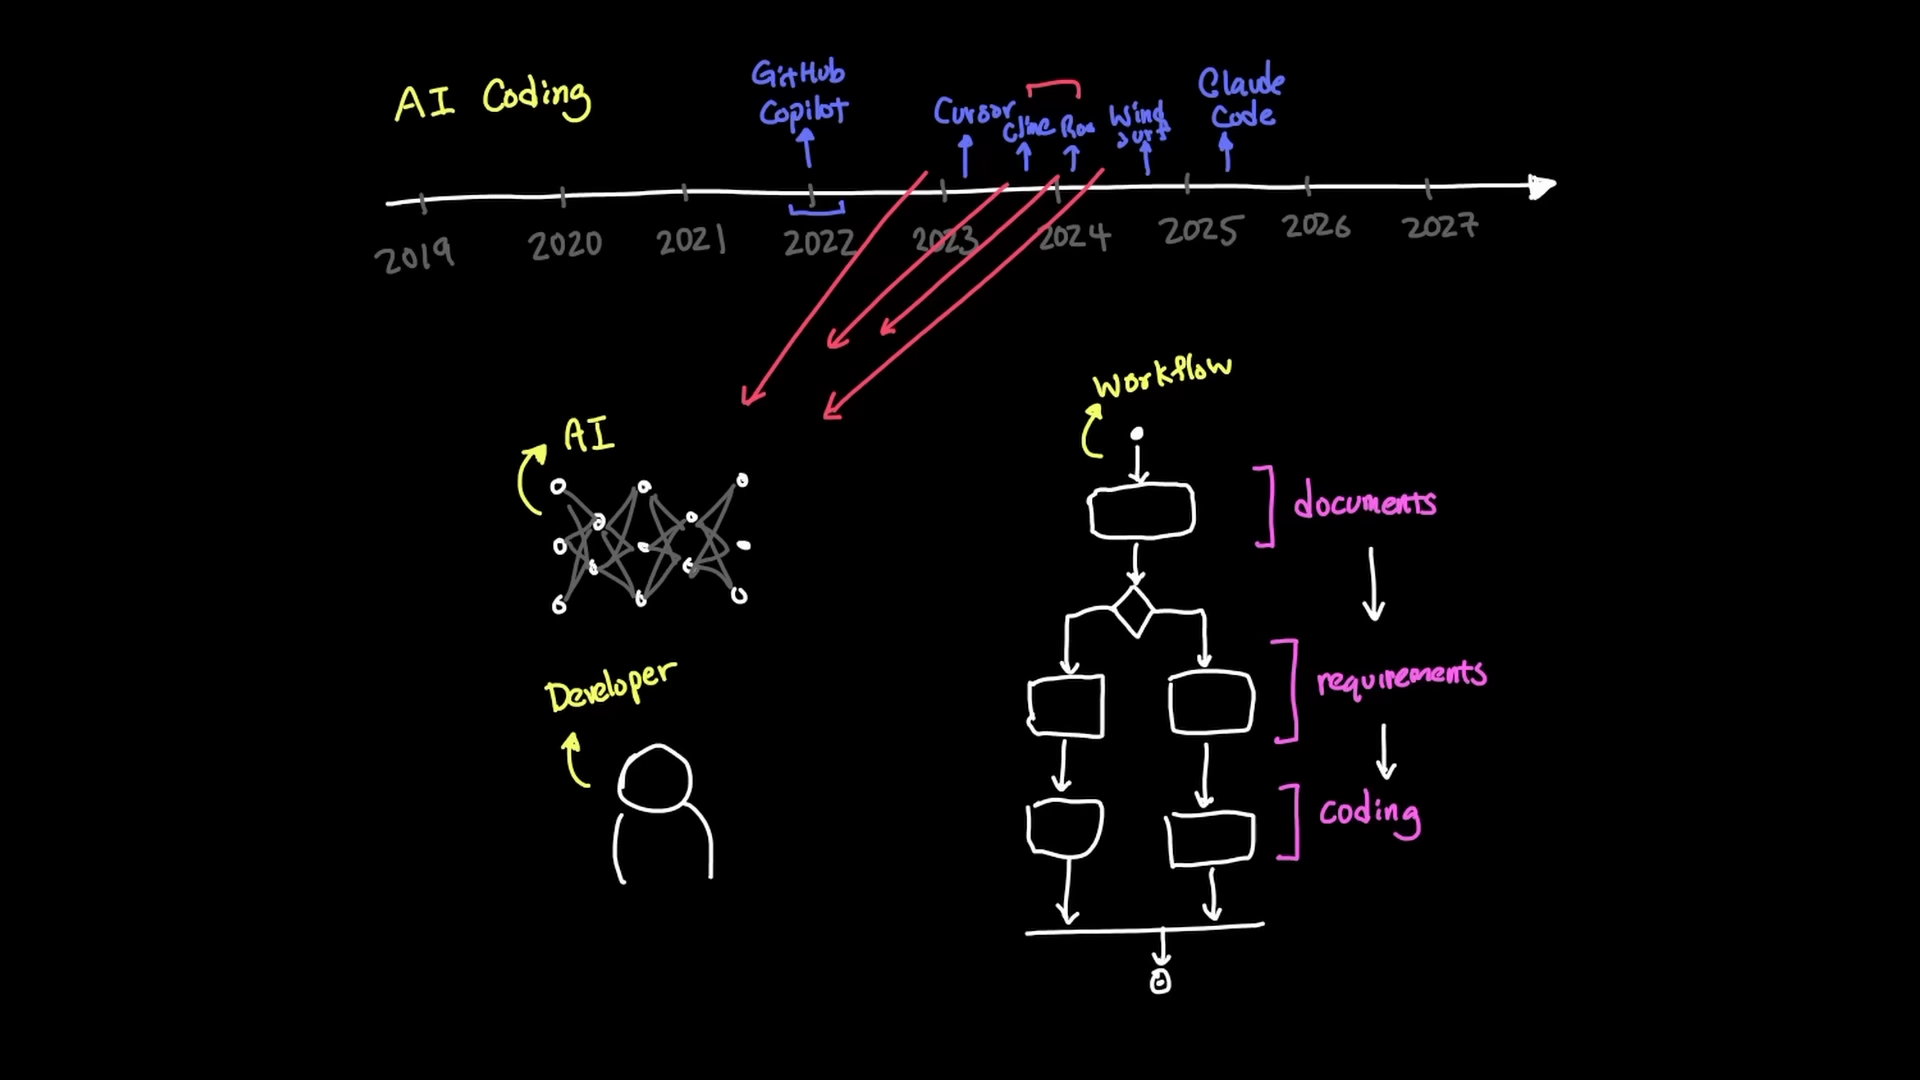 AI Coding
GitHub
Copilot
Cursor
Cline
Roo
Wind
surf
Claude
Code
2019
2020
2021
2022
2023
2024
2025
2026
2027
AI
Workflow
documents
Developer
requirements
coding